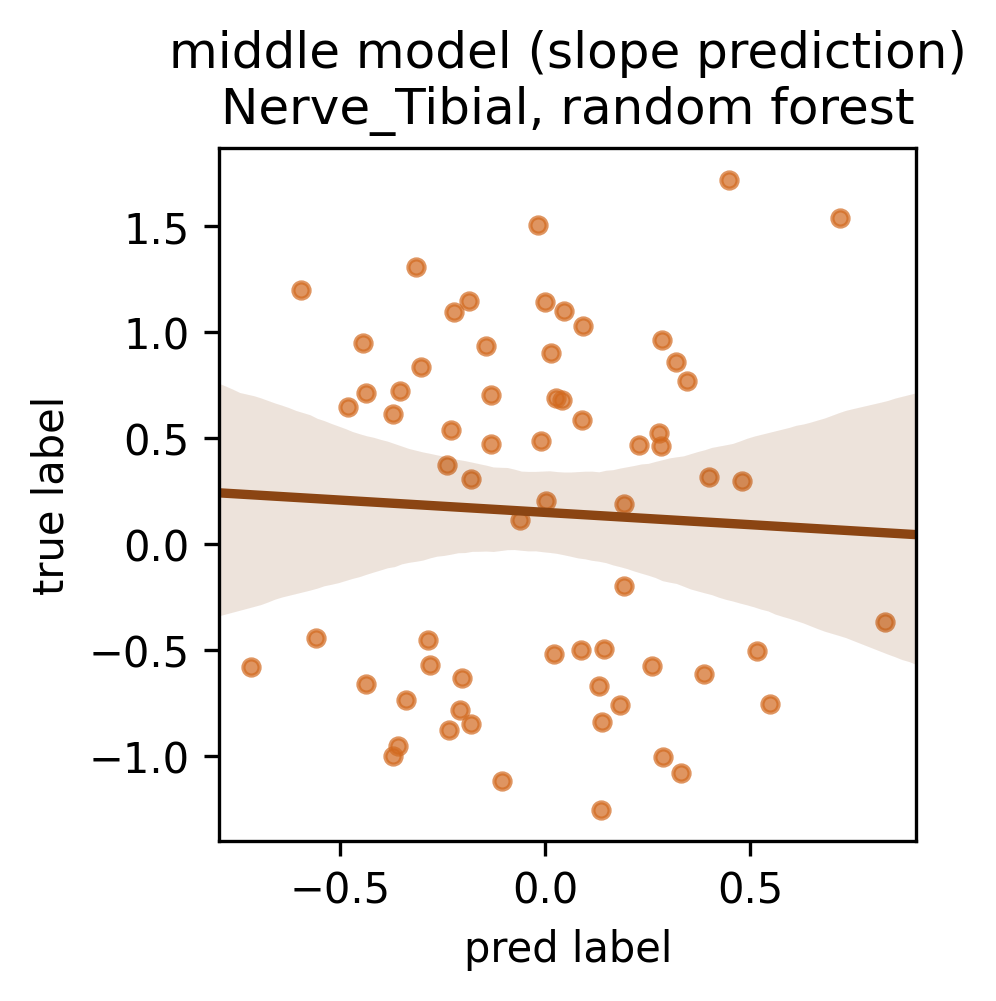 middle model (slope prediction)
Nerve_Tibial, random forest
true label
1.5
1.0
0.5
0.0
−0.5
−1.0
−0.5
0.0
0.5
pred label